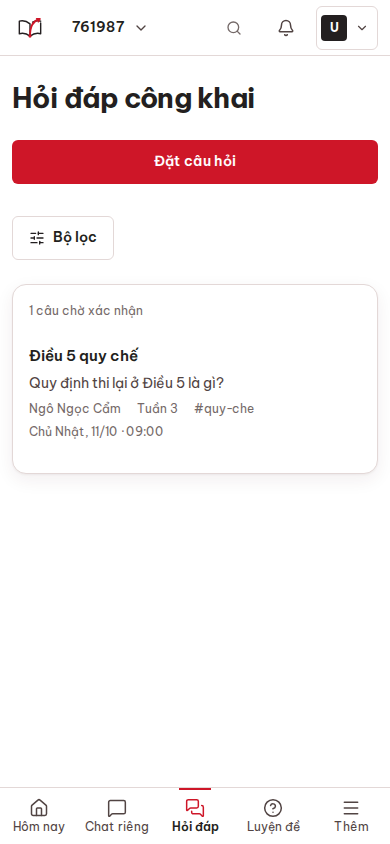 761987
U
Hỏi đáp công khai
Đặt câu hỏi
Bộ lọc
1 câu chờ xác nhận
Điều 5 quy chế
Quy định thi lại ở Điều 5 là gì?
Ngô Ngọc Cẩm Tuần 3 #quy-che
Chủ Nhật, 11/10 · 09:00
Hôm nay Chat riêng Hỏi đáp Luyện đề Thêm